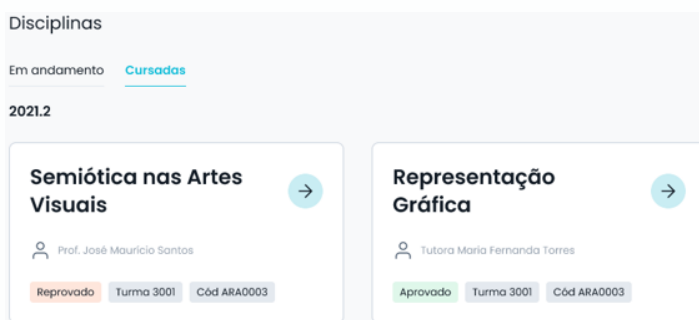 Disciplinas
Em andamento Cursadas
2021.2
Semiótica nas Artes
Visuais
Prof. José Maurício Santos
Reprovado Turma 3001 Cód ARA0003
Representação
Gráfica
Tutora Maria Fernanda Torres
Aprovado Turma 3001 Cód ARA0003